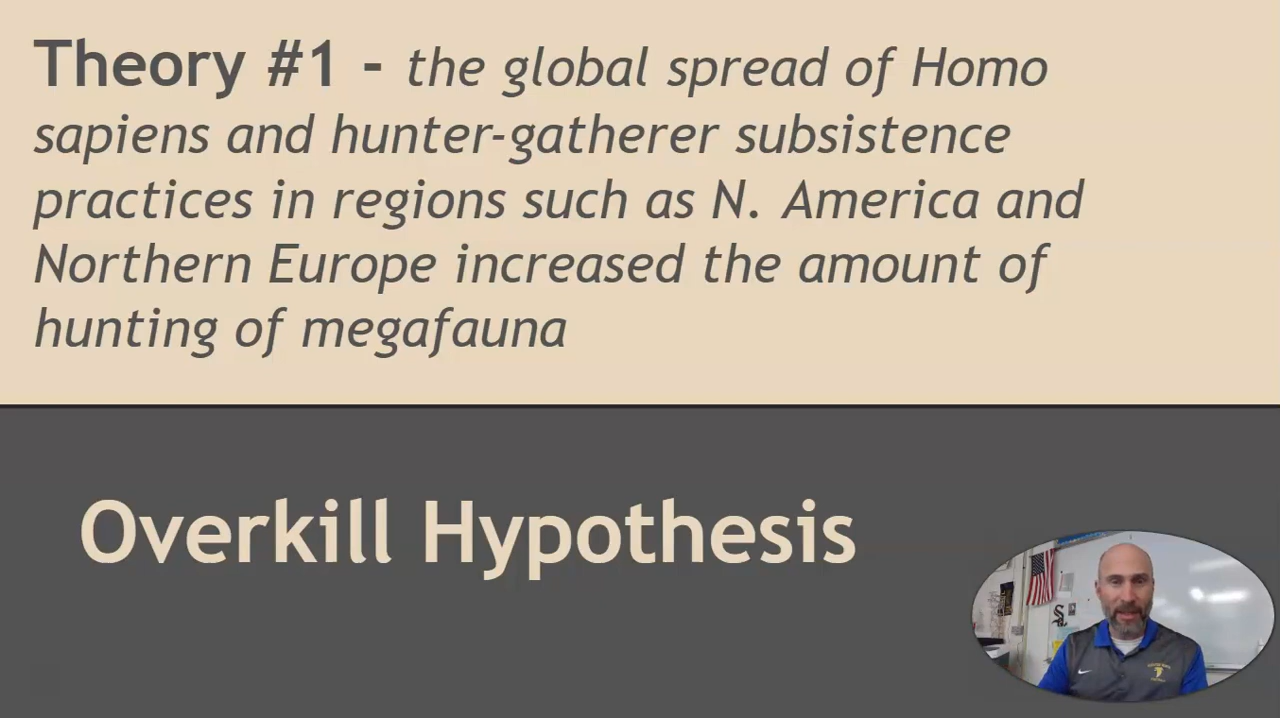 Theory #1 - the global spread of Homo
sapiens and hunter-gatherer subsistence
practices in regions such as N. America and
Northern Europe increased the amount of
hunting of megafauna
Overkill Hypothesis